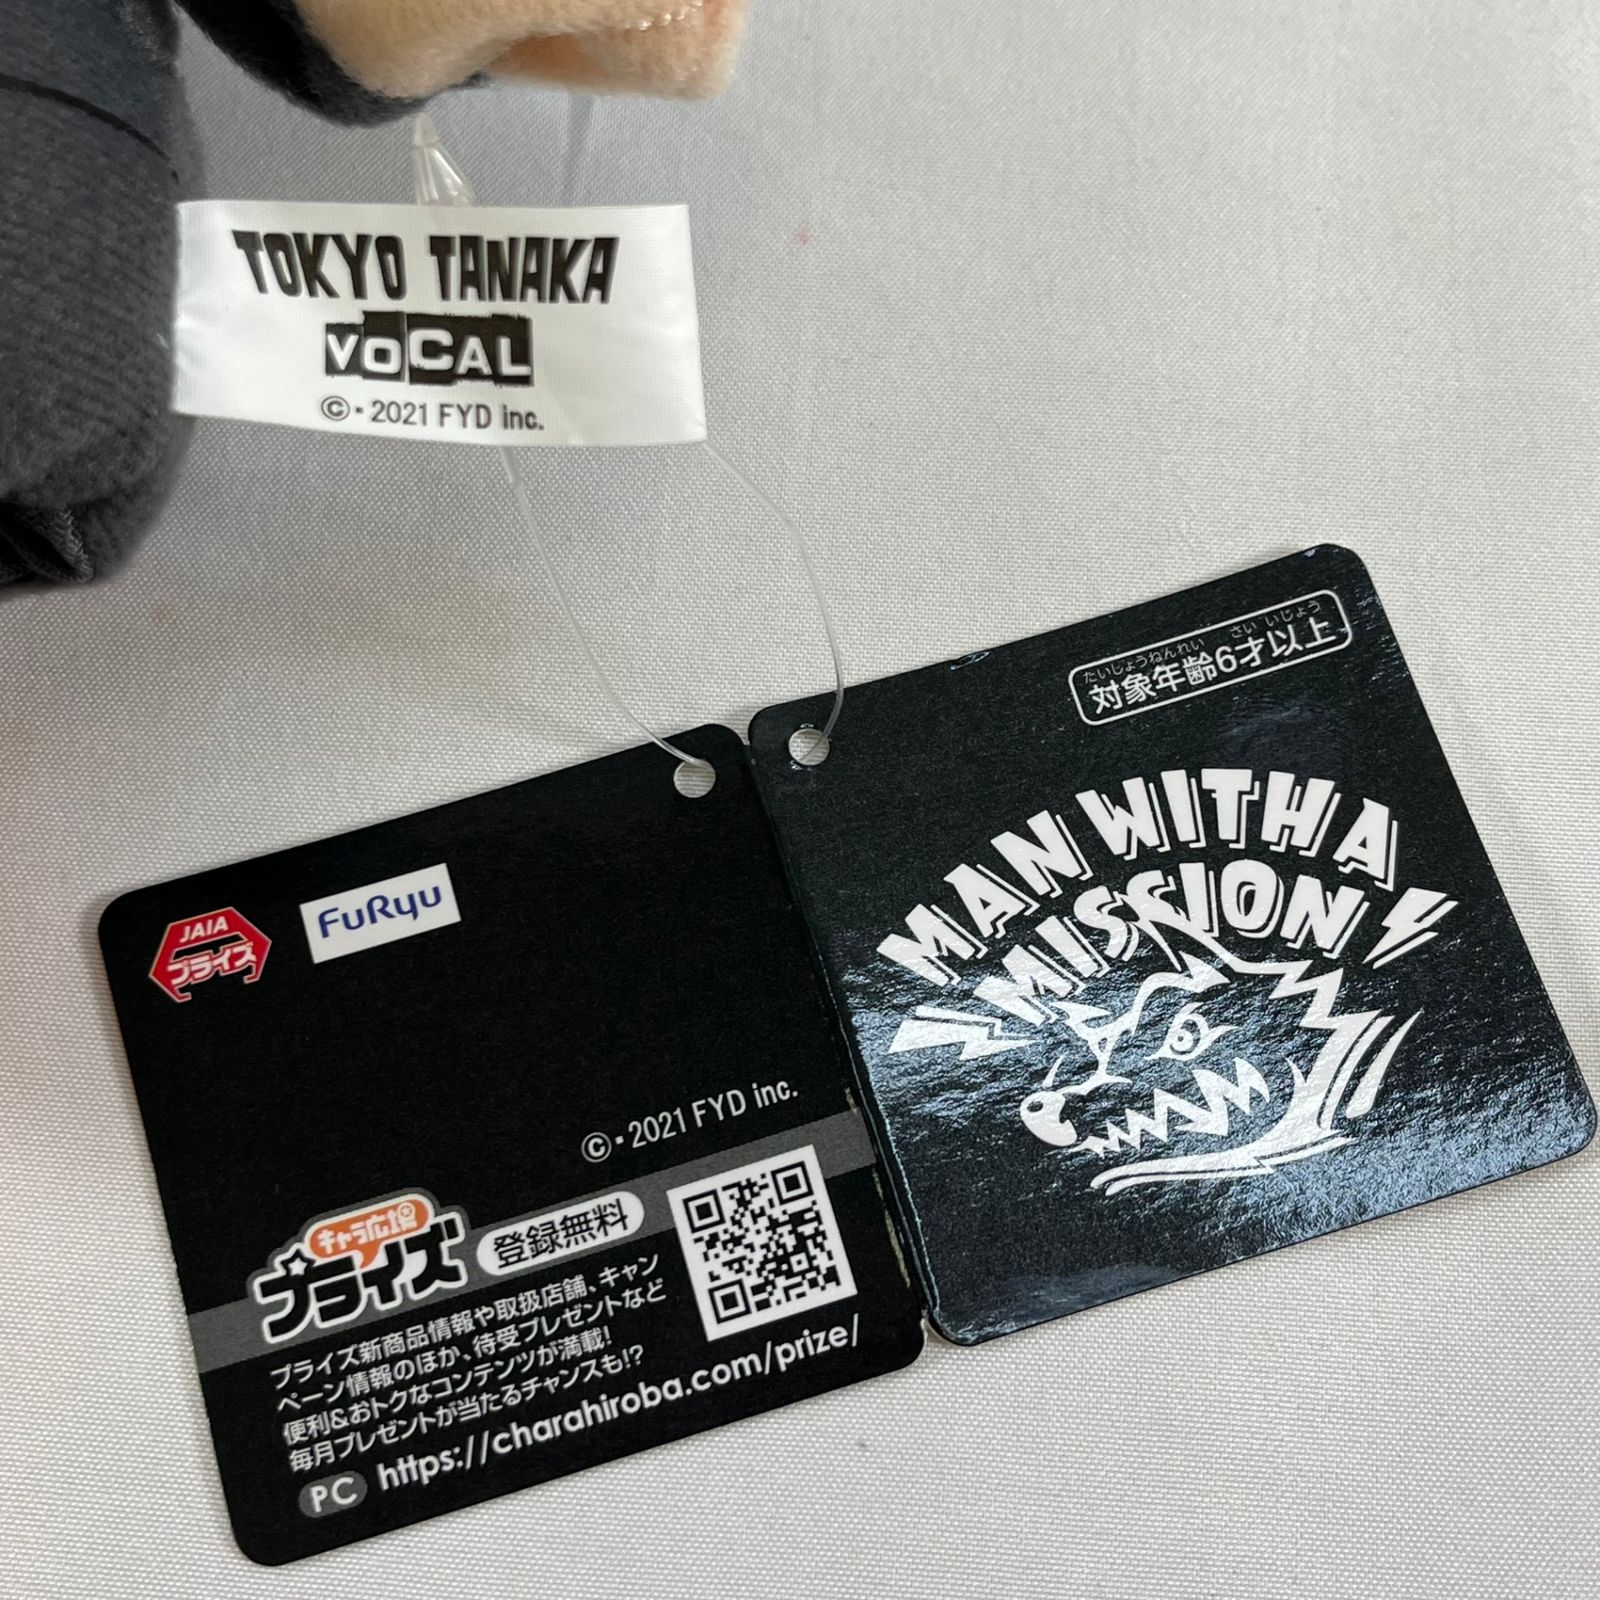 TOKYO TANAKA
VOCAL
©・2021 FYD inc.
たいしょうねんれい さい いじょう
対象年齢6才以上
MAN WITH A
MISSION
JAIA
プライズ
FuRyu
©・2021 FYD inc.
キャラ広場
プライズ
登録無料
プライズ新商品情報や取扱店舗、キャン
ペーン情報のほか、待受プレゼントなど
便利&おトクなコンテンツが満載!
毎月プレゼントが当たるチャンスも!?
PC https://charahiroba.com/prize/